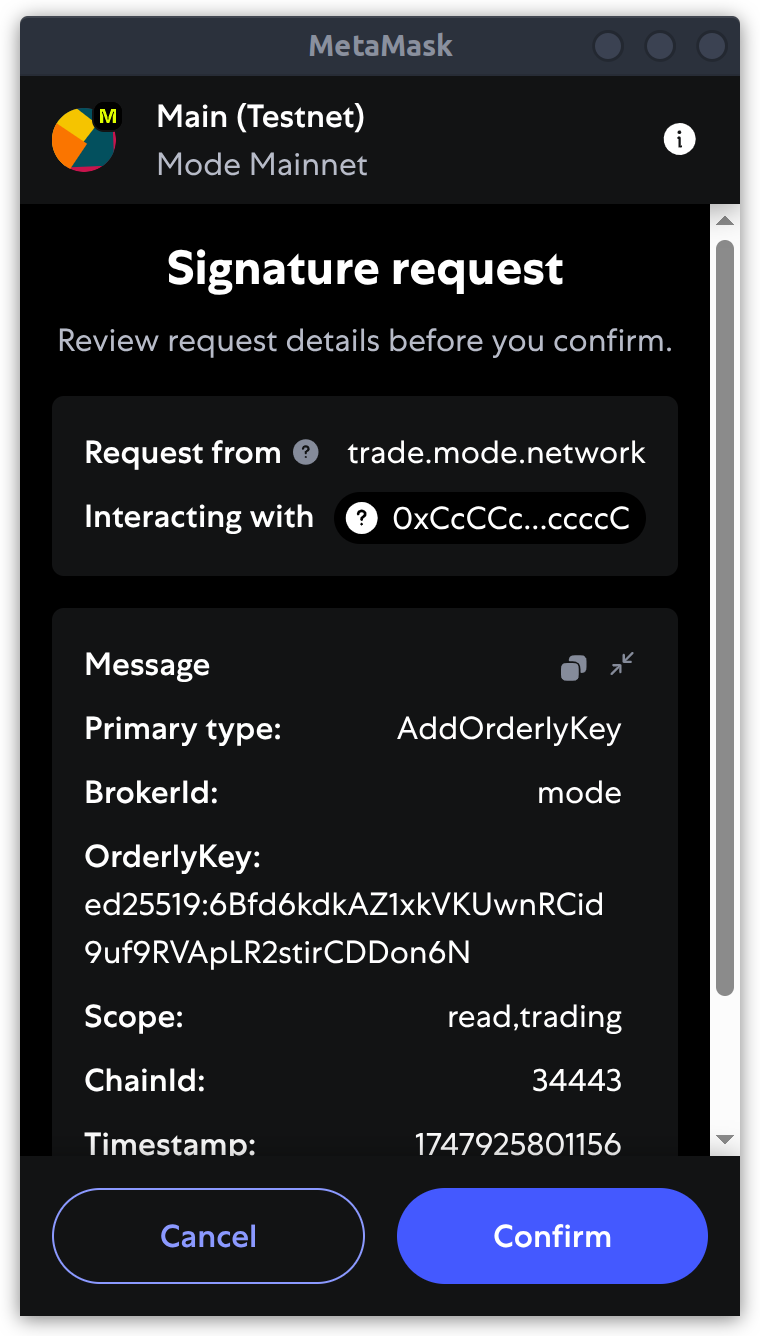 MetaMask
M
Main (Testnet)
Mode Mainnet
Signature request
Review request details before you confirm.
Request from ? trade.mode.network
Interacting with ? 0xCcCCc...ccccC
Message
Primary type: AddOrderlyKey
BrokerId: mode
OrderlyKey:
ed25519:6Bfd6kdkAZ1xkVKUwnRCid
9uf9RVApLR2stirCDDon6N
Scope: read,trading
ChainId: 34443
Timestamp: 1747925801156
Cancel Confirm